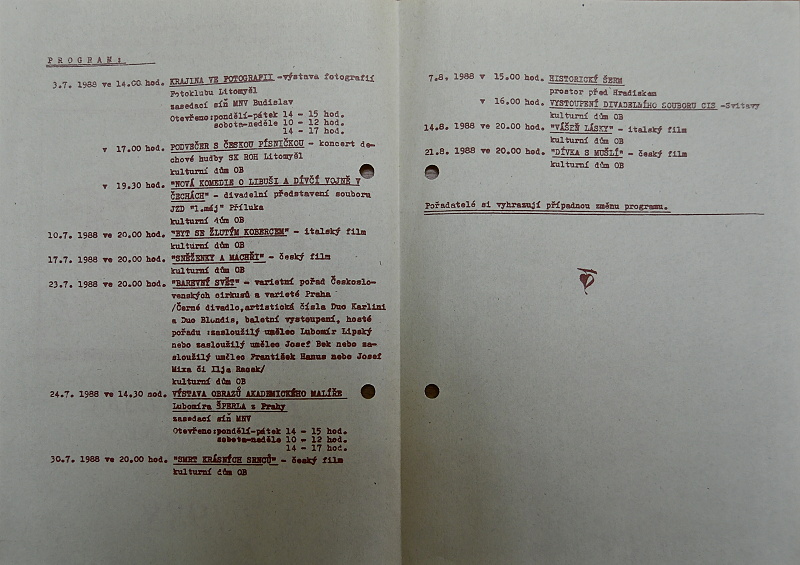 PROGRAM:
3.7. 1988 ve 14.00 hod. KRAJINA VE FOTOGRAFII -výstava fotografií
Fotoklubu Litomyšl
zasedací síň MNV Budislav
Otevřeno:pondělí-pátek 14 - 15 hod.
sobota-neděle 10 - 12 hod.
14 - 17 hod.
v 17.00 hod. PODVEČER S ČESKOU PÍSNIČKOU - koncert de-
chové hudby SK ROH Litomyšl
kulturní dům OB
v 19.30 hod. "NOVÁ KOMEDIE O LIBUŠI A DÍVČÍ VOJNĚ V
ČECHÁCH" - divadelní představení souboru
JZD "1.máj" Příluka
kulturní dům OB
10.7. 1988 ve 20.00 hod. "BYT SE ŽLUTÝM KOBERCEM" - italský film
kulturní dům OB
17.7. 1988 ve 20.00 hod. "SNĚŽENKY A MACHŘI" - český film
kulturní dům OB
23.7. 1988 ve 20.00 hod. "BAREVNÝ SVĚT" - varietní pořad Českoslo-
venských cirkusů a varieté Praha
/Černé divadlo,artistická čísla Duo Karlini
a Duo Blondis, baletní vystoupení, hosté
pořadu :zasloužilý umělec Lubomír Lipský
nebo zasloužilý umělec Josef Bek nebo za-
sloužilý umělec František Hanus nebo Josef
Mixa či Ilja Racek/
kulturní dům OB
24.7. 1988 ve 14.30 hod. VÝSTAVA OBRAZŮ AKADEMICKÉHO MALÍŘE
Lubomíra ŠPERLA z Prahy
zasedací síň MNV
Otevřeno:pondělí-pátek 14 - 15 hod.
sobota-neděle 10 - 12 hod.
14 - 17 hod.
30.7. 1988 ve 20.00 hod. "SMRT KRÁSNÝCH SRNCŮ" - český film
kulturní dům OB
7.8. 1988 v 15.00 hod. HISTORICKÝ ŠERM
prostor před Hradiskem
v 16.00 hod. VYSTOUPENÍ DIVADELNÍHO SOUBORU CIS -Svitavy
kulturní dům OB
14.8. 1988 ve 20.00 hod. "VÁŠEŇ LÁSKY" - italský film
kulturní dům OB
21.8. 1988 ve 20.00 hod. "DÍVKA S MUŠLÍ" - český film
kulturní dům OB
Pořadatelé si vyhrazují případnou změnu programu.